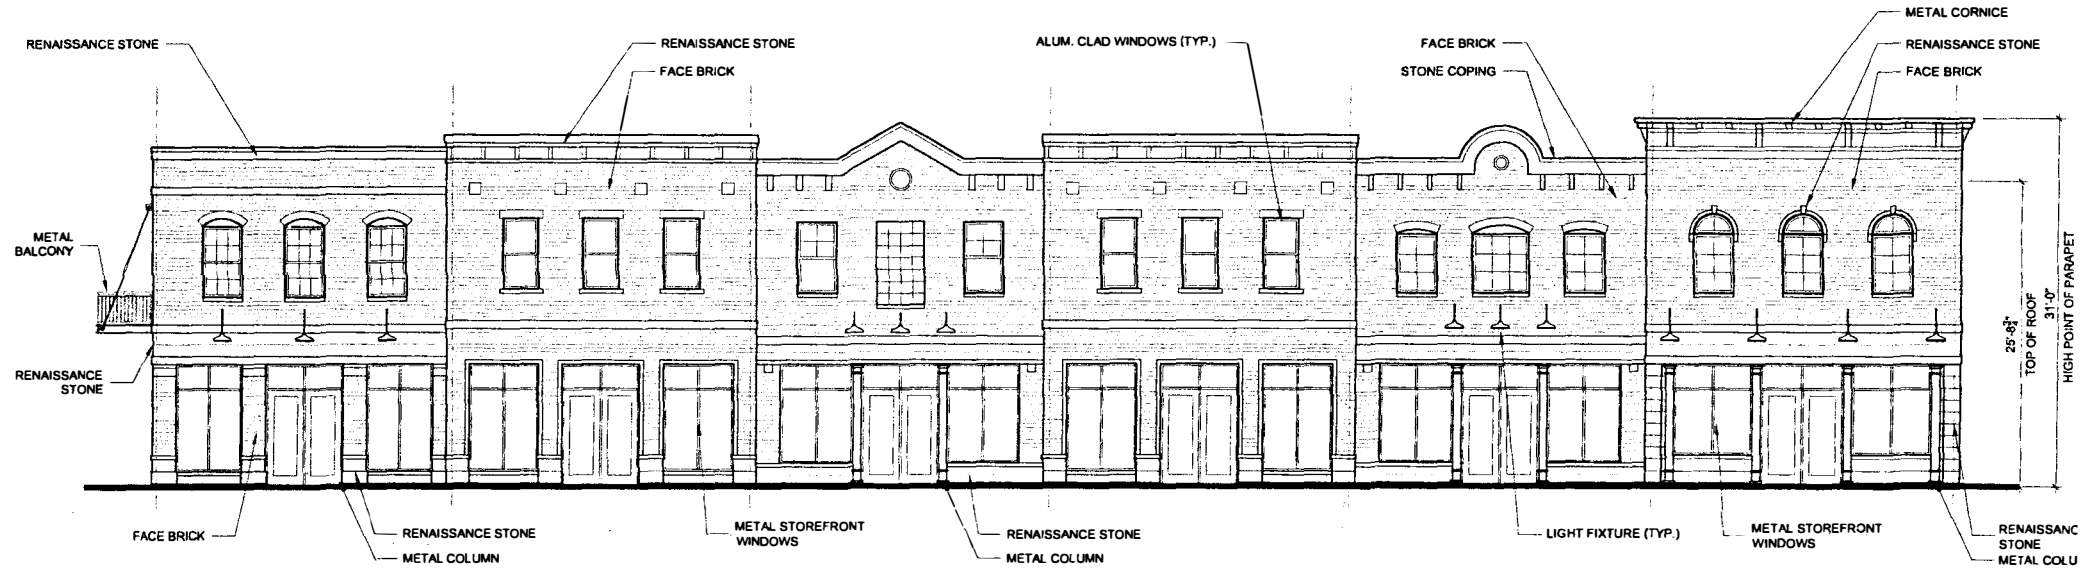 METAL CORNICE
RENAISSANCE STONE
RENAISSANCE STONE
ALUM. CLAD WINDOWS (TYP.)
FACE BRICK
RENAISSANCE STONE
FACE BRICK
STONE COPING
FACE BRICK
METAL
BALCONY
RENAISSANCE
STONE
25'-8¾"
TOP OF ROOF
31'-0"
HIGH POINT OF PARAPET
FACE BRICK
RENAISSANCE STONE
METAL COLUMN
METAL STOREFRONT
WINDOWS
RENAISSANCE STONE
METAL COLUMN
LIGHT FIXTURE (TYP.)
METAL STOREFRONT
WINDOWS
RENAISSANC
STONE
METAL COLU